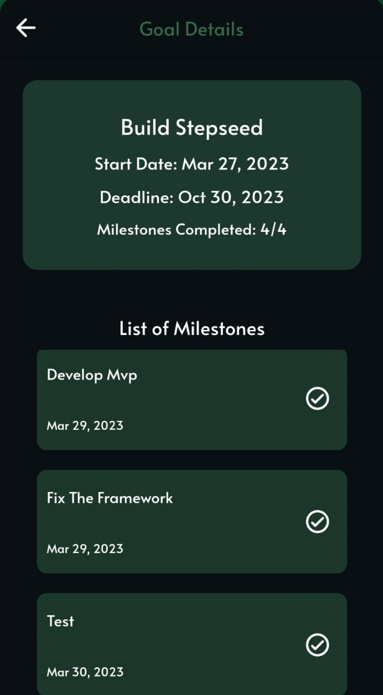 Goal Details
Build Stepseed
Start Date: Mar 27, 2023
Deadline: Oct 30, 2023
Milestones Completed: 4/4
List of Milestones
Develop Mvp
Mar 29, 2023
Fix The Framework
Mar 29, 2023
Test
Mar 30, 2023